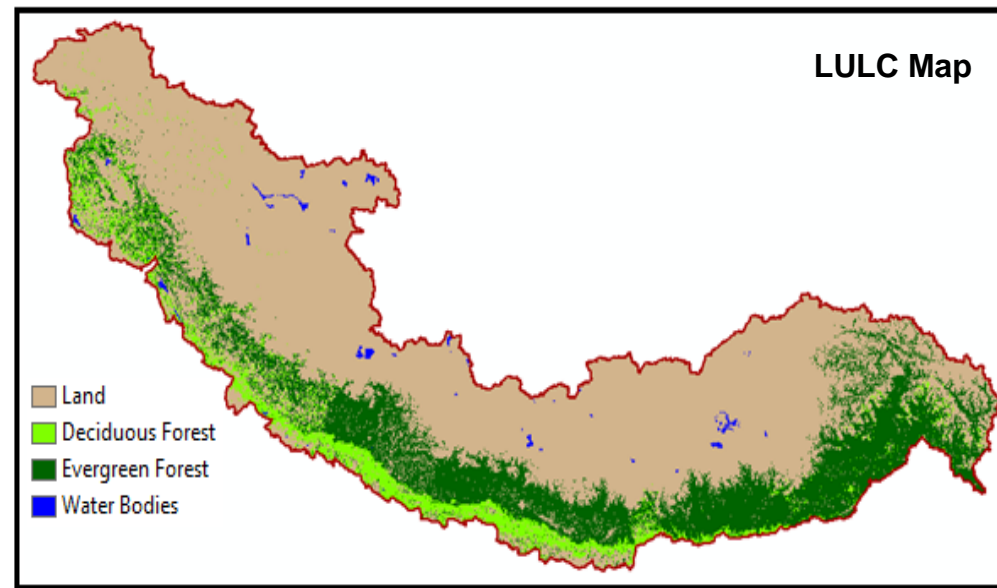 LULC Map
Land
Deciduous Forest
Evergreen Forest
Water Bodies